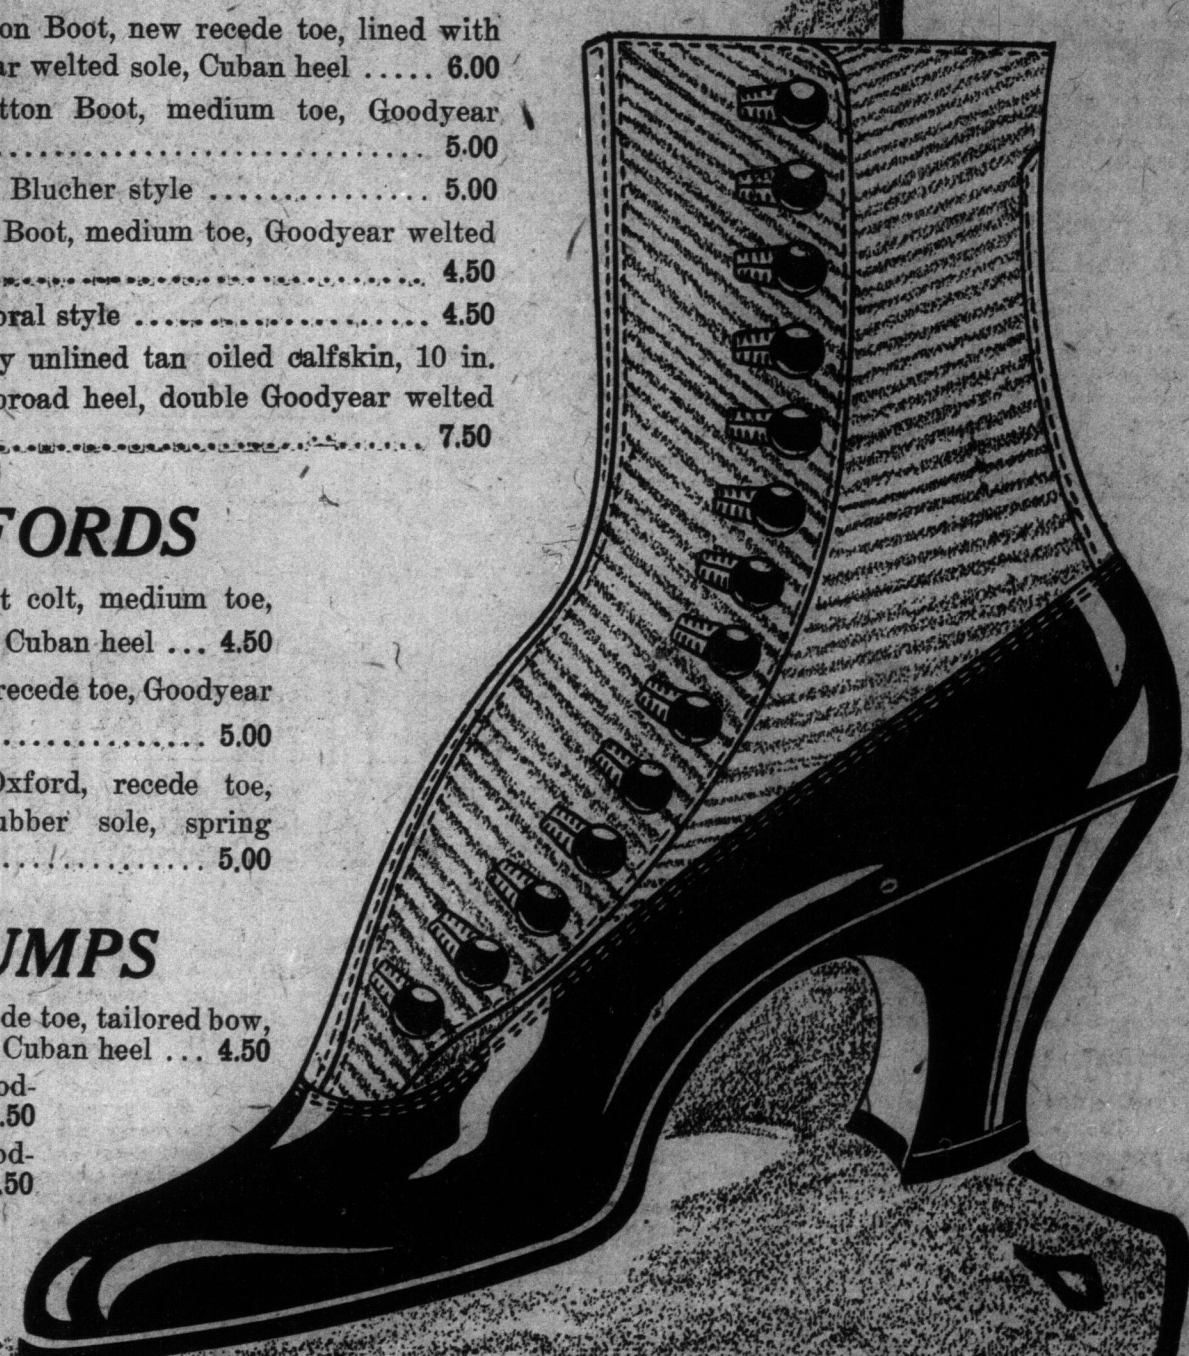 on Boot, new recede toe, lined with
ar welted sole, Cuban heel ..... 6.00
tton Boot, medium toe, Goodyear
................................ 5.00
Blucher style ................ 5.00
Boot, medium toe, Goodyear welted
................................ 4.50
oral style ...................... 4.50
y unlined tan oiled calfskin, 10 in.
broad heel, double Goodyear welted
................................ 7.50
FORDS
t colt, medium toe,
Cuban heel ... 4.50
recede toe, Goodyear
............... 5.00
Oxford, recede toe,
ubber sole, spring
............... 5.00
UMPS
de toe, tailored bow,
Cuban heel ... 4.50
od-
.50
od-
.50